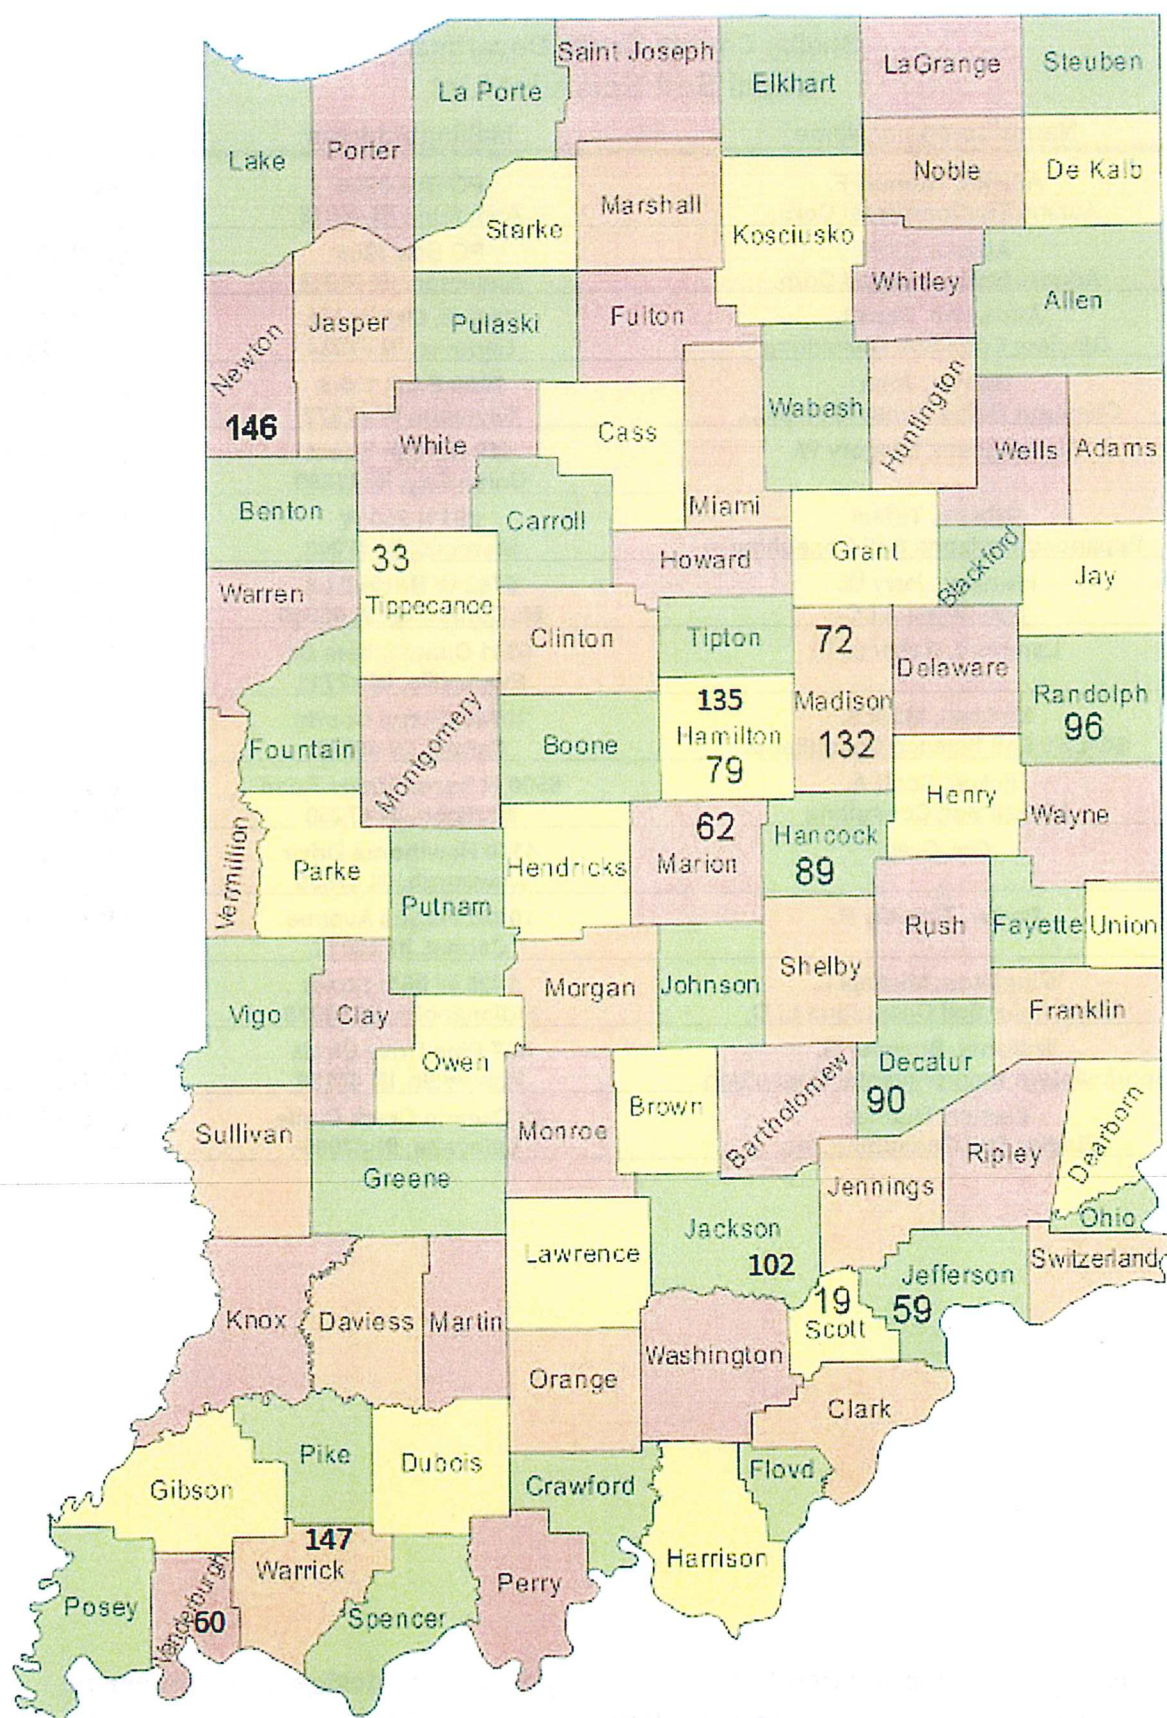 Saint Joseph
LaGrange
Steuben
Elkhart
La Porte
Porter
Lake
Noble
De Kalb
Marshall
Starke
Kosciusko
Whitley
Allen
Fulton
Jasper
Pulaski
Newton
146
Wabash
Huntington
Cass
White
Wells
Adams
Miami
Benton
Carroll
33
Grant
Howard
Blackford
Jay
Warren
Tippecanoe
Clinton
Tipton
72
Delaware
Randolph
96
135
Madison
132
Hamilton
79
Fountain
Montgomery
Boone
Henry
Wayne
62
Marion
Hancock
89
Vermillion
Parke
Hendricks
Putnam
Rush
Fayette
Union
Shelby
Morgan
Johnson
Franklin
Vigo
Clay
Owen
Decatur
90
Brown
Bartholomew
Sullivan
Monroe
Ripley
Dearborn
Greene
Jennings
Ohio
Jackson
102
Lawrence
Jefferson
59
Switzerland
19
Scott
Knox
Daviess
Martin
Washington
Orange
Clark
Pike
Dubois
Floyd
Gibson
Crawford
147
Warrick
Harrison
Perry
Posey
Vanderburgh
60
Spencer